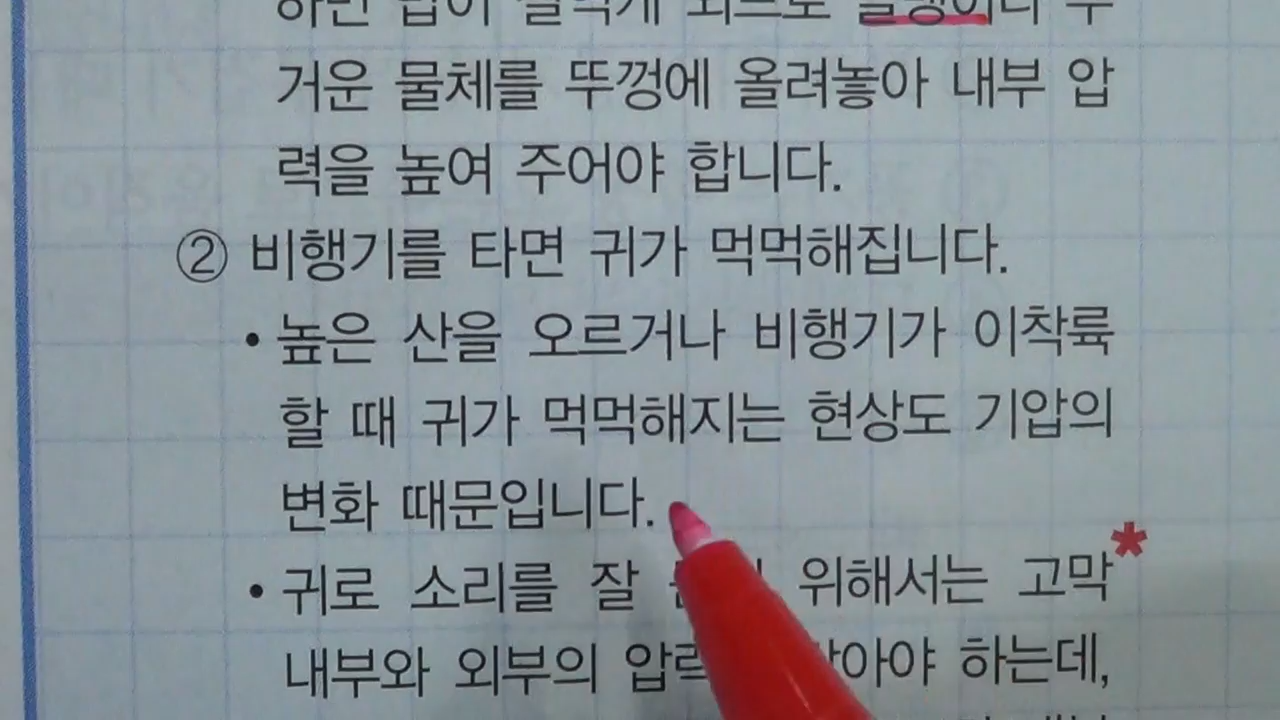 거운 물체를 뚜껑에 올려놓아 내부 압
력을 높여 주어야 합니다.
② 비행기를 타면 귀가 먹먹해집니다.
• 높은 산을 오르거나 비행기가 이착륙
할 때 귀가 먹먹해지는 현상도 기압의
변화 때문입니다.
• 귀로 소리를 잘 위해서는 고막*
내부와 외부의 하는데,